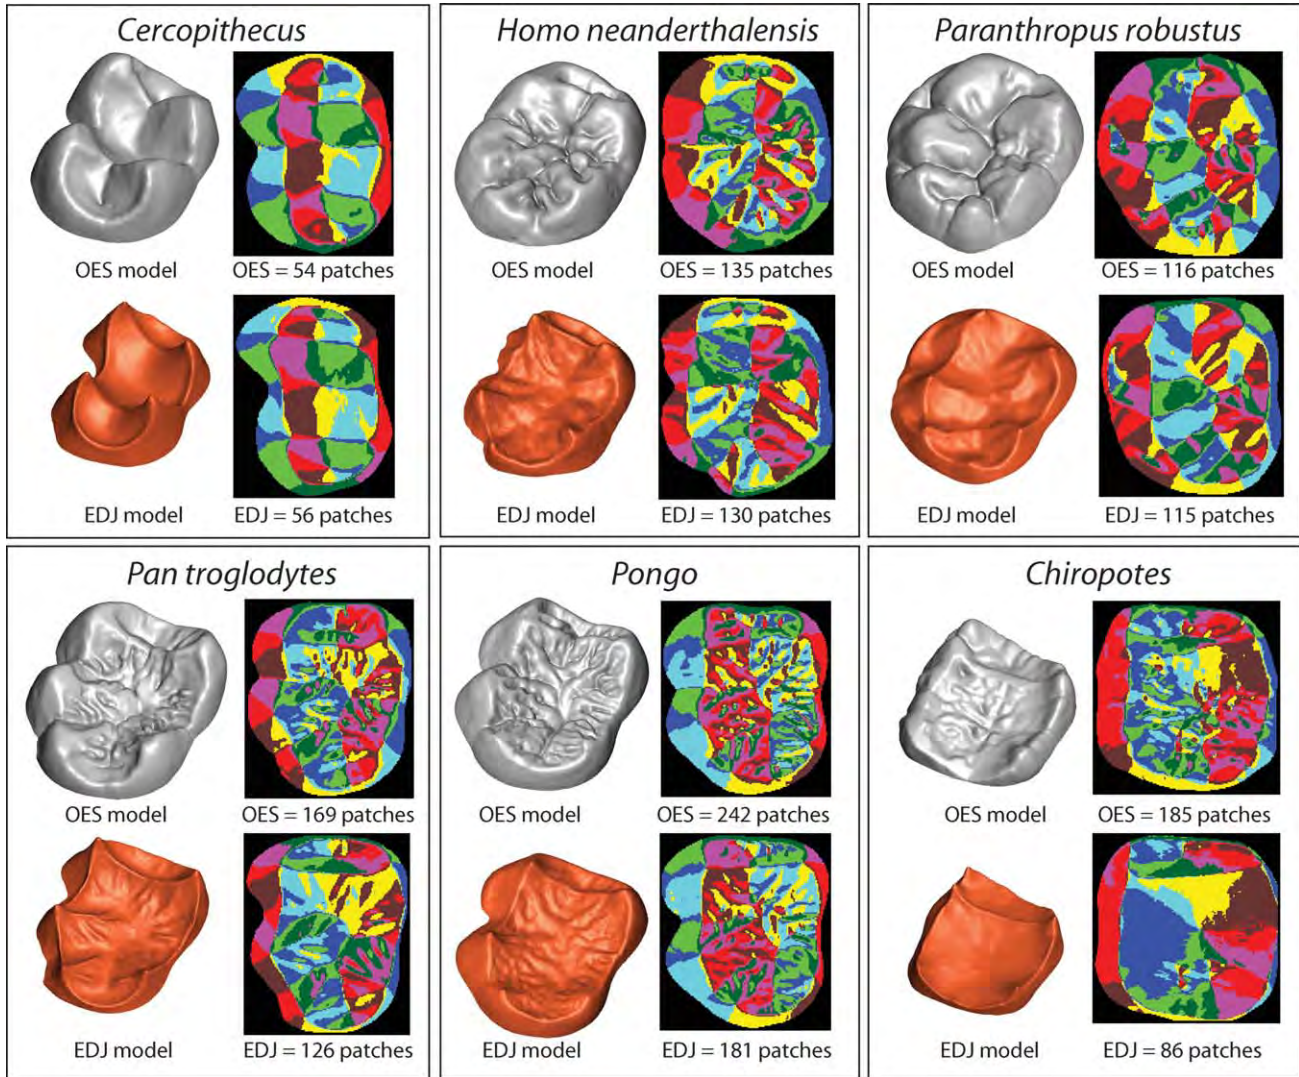 Cercopithecus
OES model
OES = 54 patches
EDJ model
EDJ = 56 patches
Homo neanderthalensis
OES model
OES = 135 patches
EDJ model
EDJ = 130 patches
Paranthropus robustus
OES model
OES = 116 patches
EDJ model
EDJ = 115 patches
Pan troglodytes
OES model
OES = 169 patches
EDJ model
EDJ = 126 patches
Pongo
OES model
OES = 242 patches
EDJ model
EDJ = 181 patches
Chiropotes
OES model
OES = 185 patches
EDJ model
EDJ = 86 patches